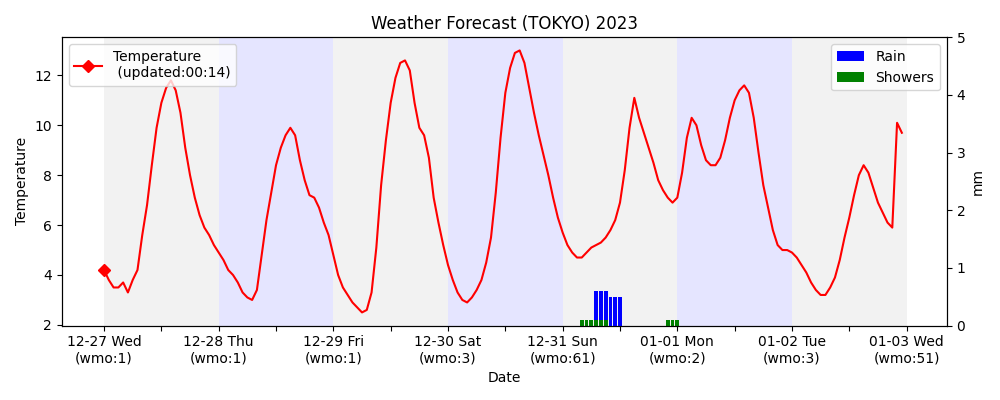 Weather Forecast (TOKYO) 2023
Temperature
(updated:00:14)
Rain
Showers
12
10
8
6
4
2
Temperature
5
4
3
2
1
0
mm
12-27 Wed
(wmo:1)
12-28 Thu
(wmo:1)
12-29 Fri
(wmo:1)
12-30 Sat
(wmo:3)
12-31 Sun
(wmo:61)
01-01 Mon
(wmo:2)
01-02 Tue
(wmo:3)
01-03 Wed
(wmo:51)
Date